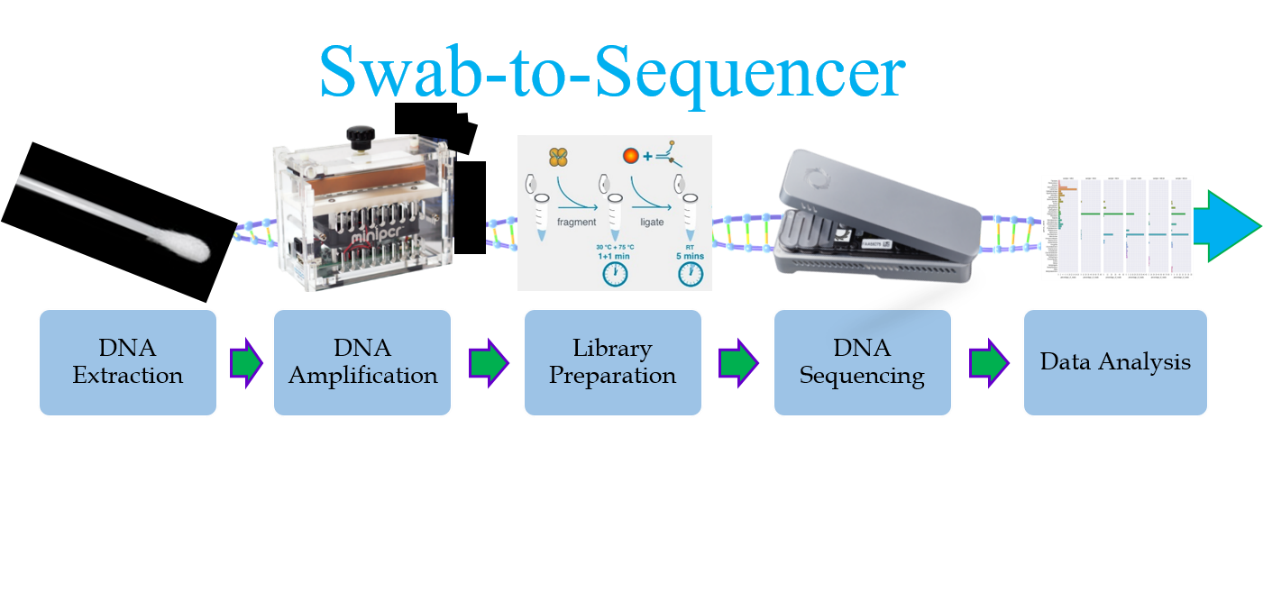 Swab-to-Sequencer
miniPCR
+
fragment
ligate
30 °C + 75 °C
1+1 min
RT
5 mins
DNA
Extraction
DNA
Amplification
Library
Preparation
DNA
Sequencing
Data Analysis